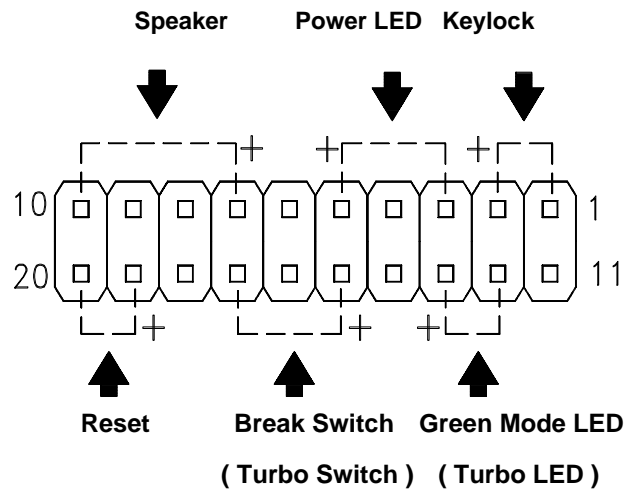 Speaker Power LED Keylock
+ + +
10 1
20 11
+ + +
Reset Break Switch Green Mode LED
( Turbo Switch ) ( Turbo LED )